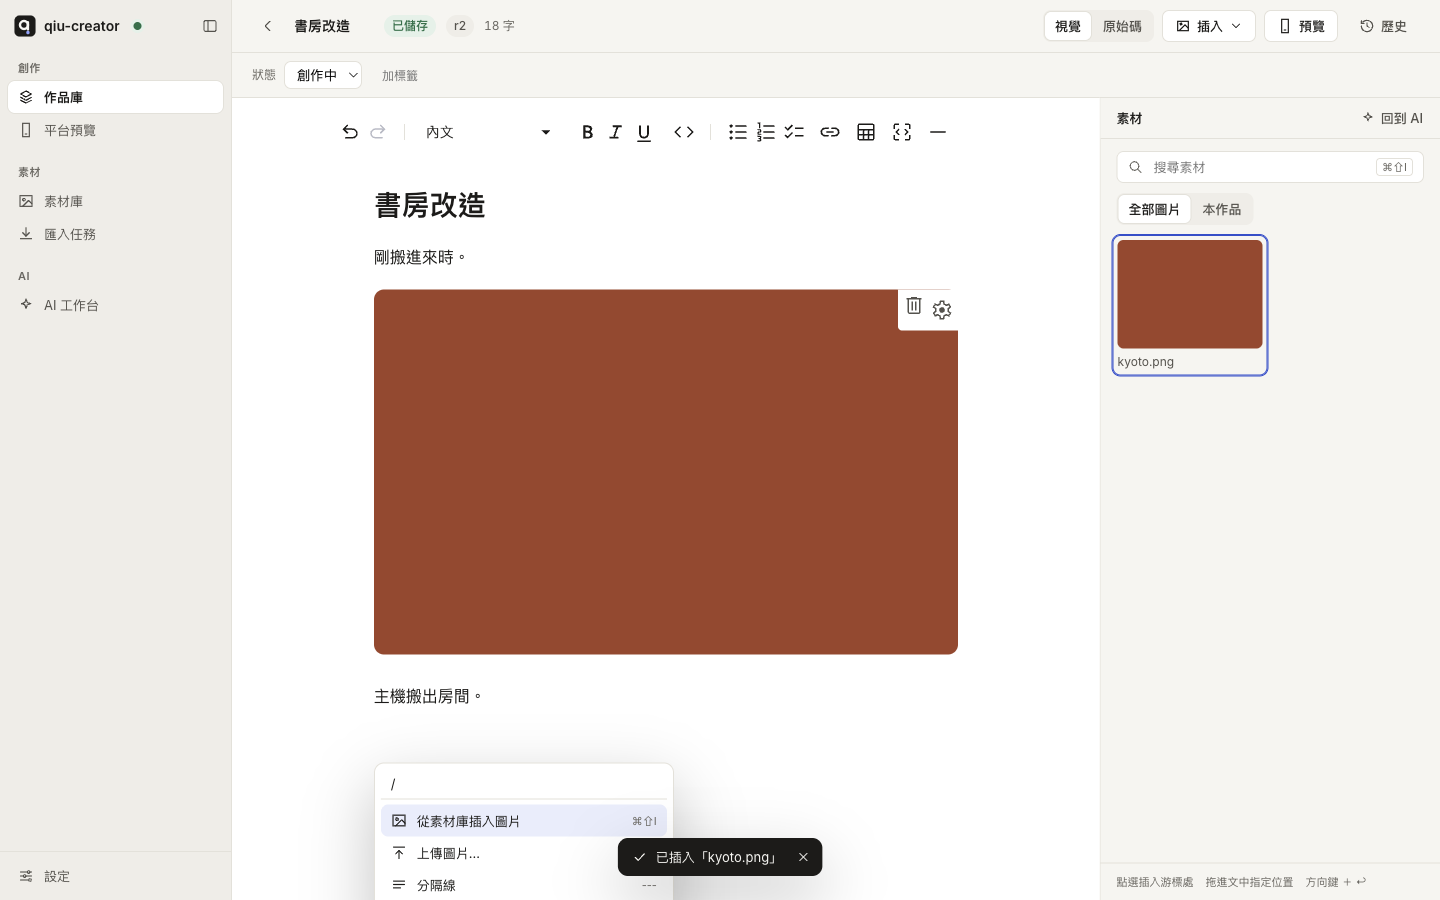 qiu-creator
創作
作品庫
平台預覽
素材
素材庫
匯入任務
AI
AI 工作台
設定
書房改造
已儲存
r2
18 字
視覺
原始碼
插入
預覽
歷史
狀態
創作中
加標籤
內文
B I U
書房改造
剛搬進來時。
主機搬出房間。
/
從素材庫插入圖片 ⌘⇧I
上傳圖片...
分隔線 ---
已插入「kyoto.png」
素材
回到 AI
搜尋素材 ⌘⇧I
全部圖片
本作品
kyoto.png
點選插入游標處 拖進文中指定位置 方向鍵 + ↩